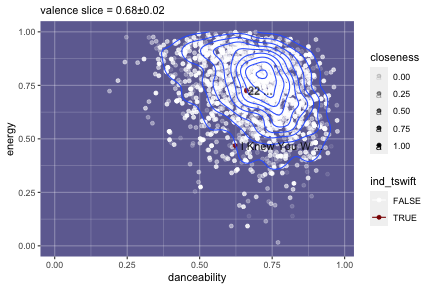 valence slice = 0.68±0.02
1.00
0.75
0.50
0.25
0.00
energy
22 ...
I Knew You W...
0.00
0.25
0.50
0.75
1.00
danceability
closeness
0.00
0.25
0.50
0.75
1.00
ind_tswift
FALSE
TRUE